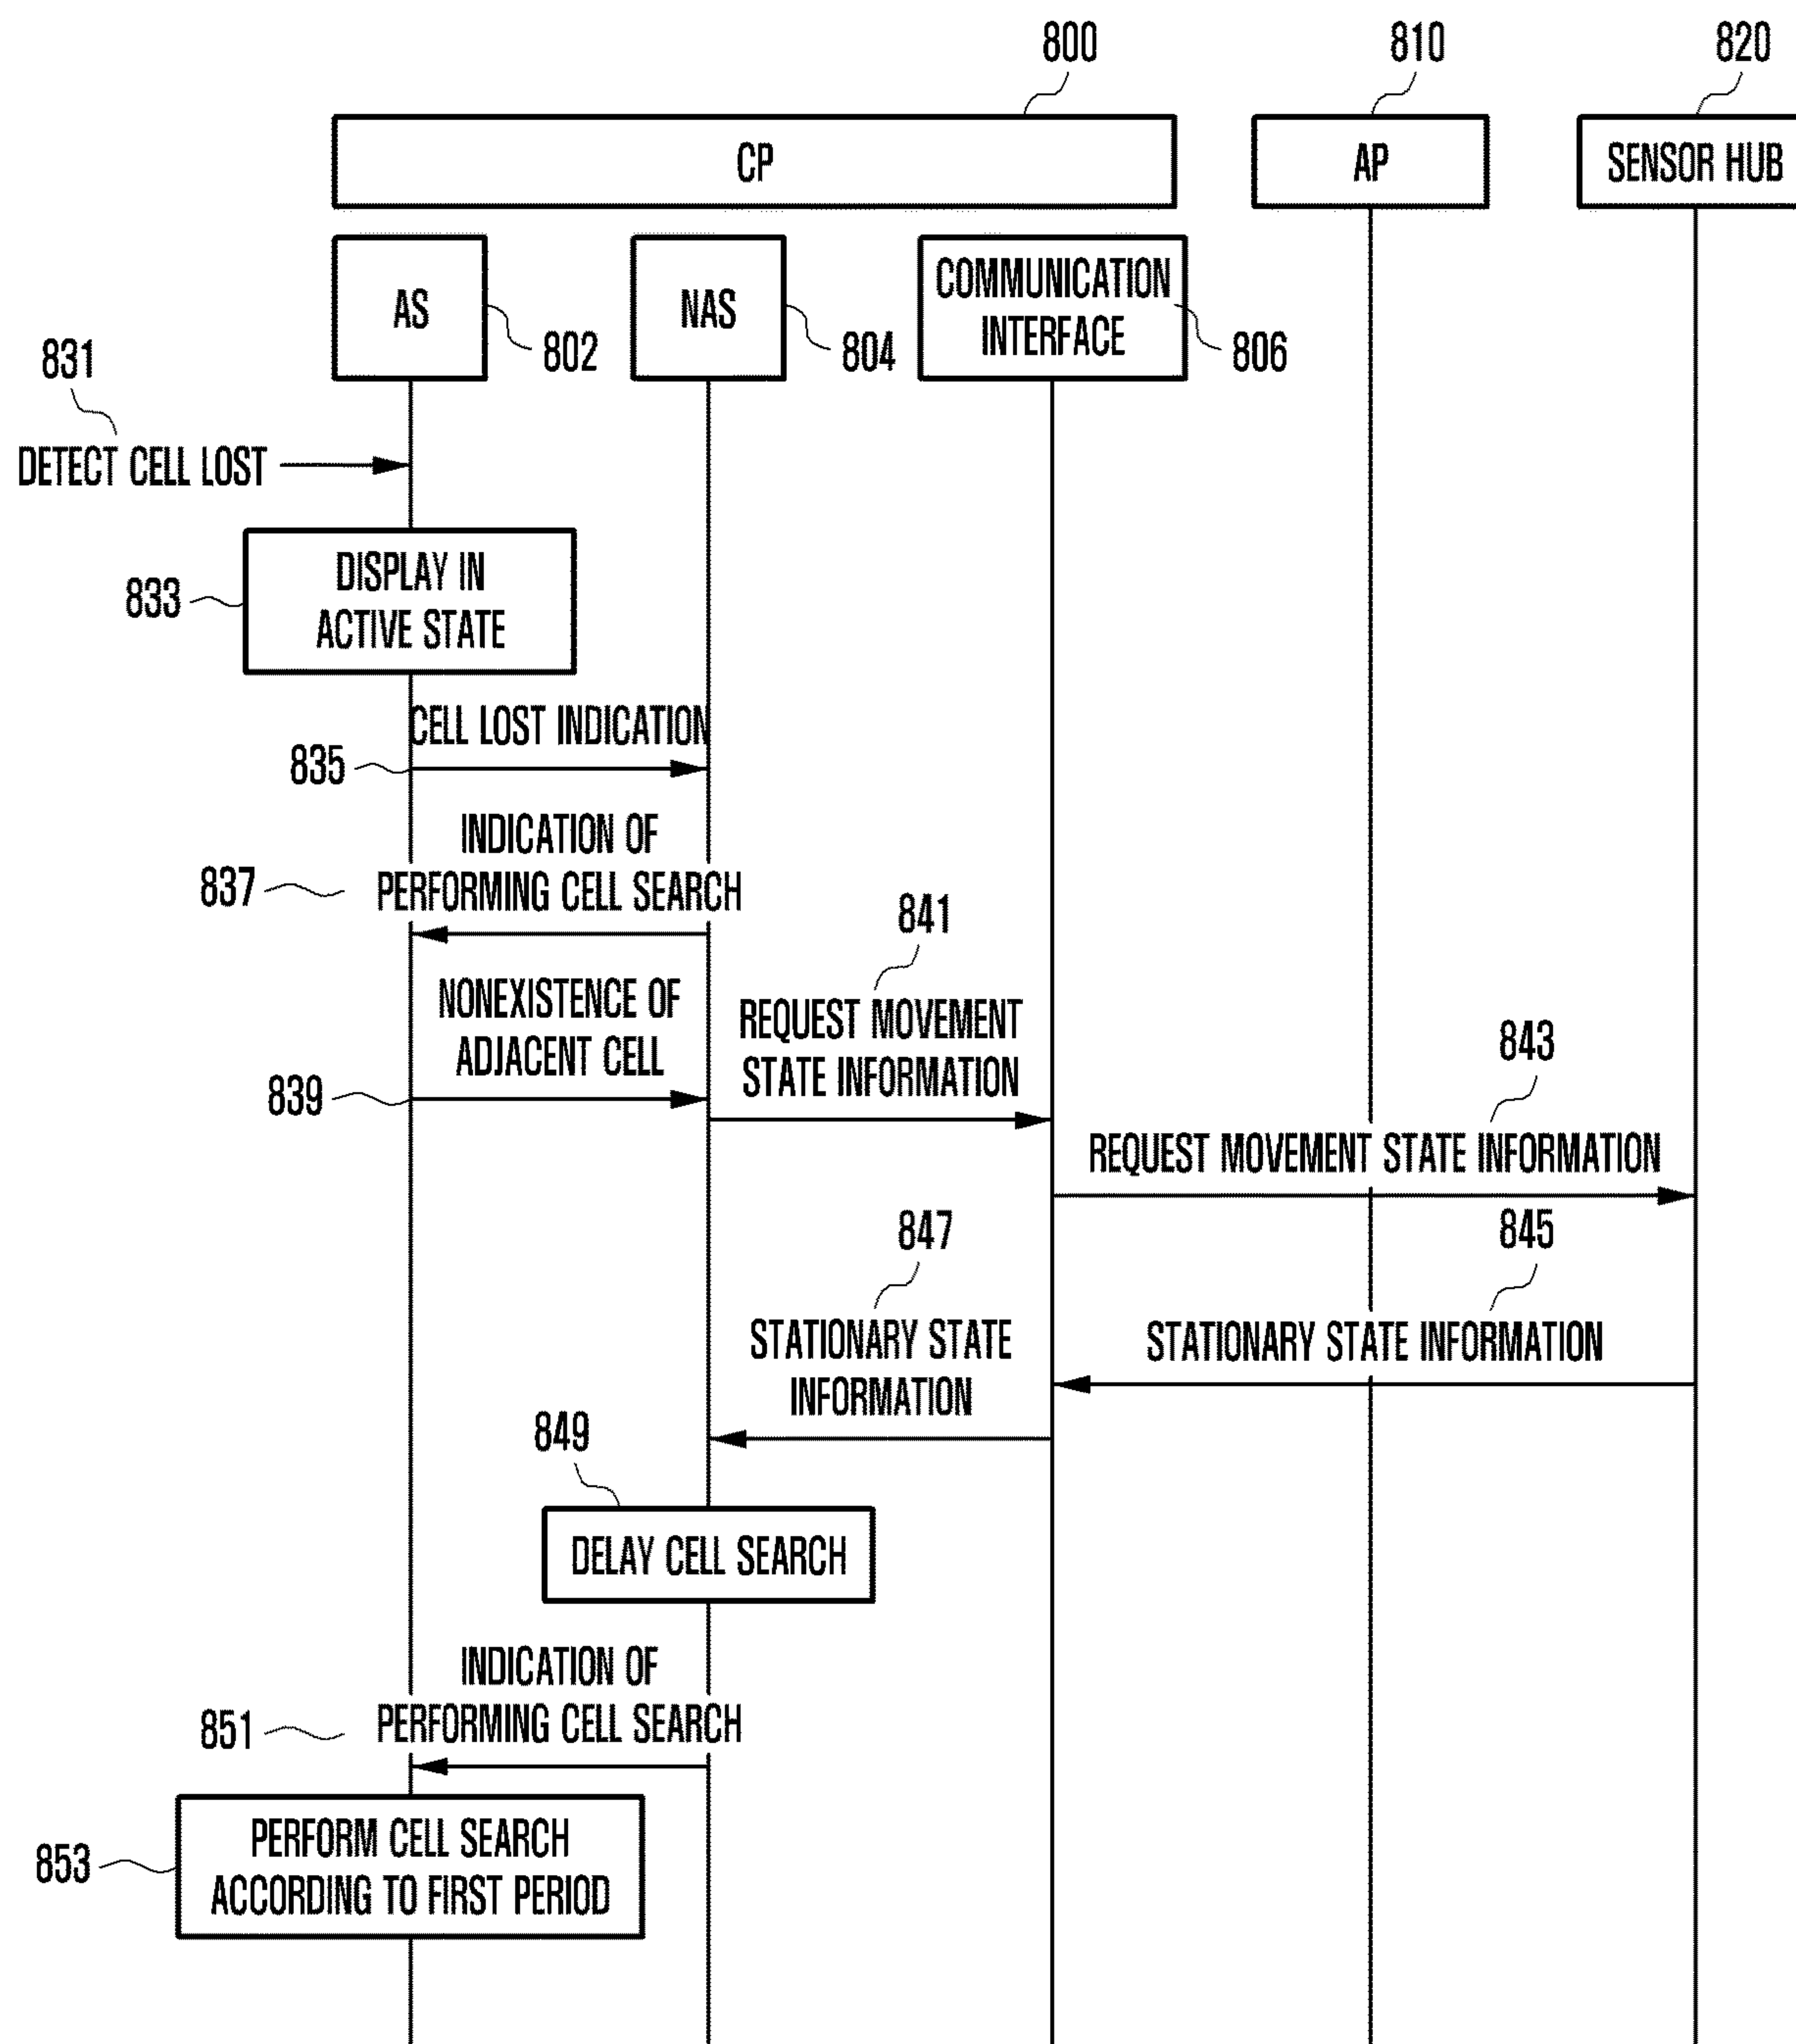 800
810
820
CP
AP
SENSOR HUB
AS
802
NAS
804
COMMUNICATION
INTERFACE
806
831
DETECT CELL LOST
DISPLAY IN
ACTIVE STATE
833
CELL LOST INDICATION
835
INDICATION OF
PERFORMING CELL SEARCH
837
NONEXISTENCE OF
ADJACENT CELL
839
841
REQUEST MOVEMENT
STATE INFORMATION
843
REQUEST MOVEMENT STATE INFORMATION
845
STATIONARY STATE INFORMATION
847
STATIONARY STATE
INFORMATION
849
DELAY CELL SEARCH
INDICATION OF
PERFORMING CELL SEARCH
851
PERFORM CELL SEARCH
ACCORDING TO FIRST PERIOD
853